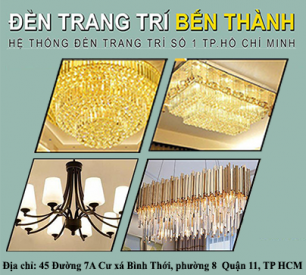 ĐÈN TRANG TRÍ BẾN THÀNH
HỆ THỐNG ĐÈN TRANG TRÍ SỐ 1 TP.HỒ CHÍ MINH
Địa chỉ: 45 Đường 7A Cư xá Bình Thới, phường 8 Quận 11, TP HCM